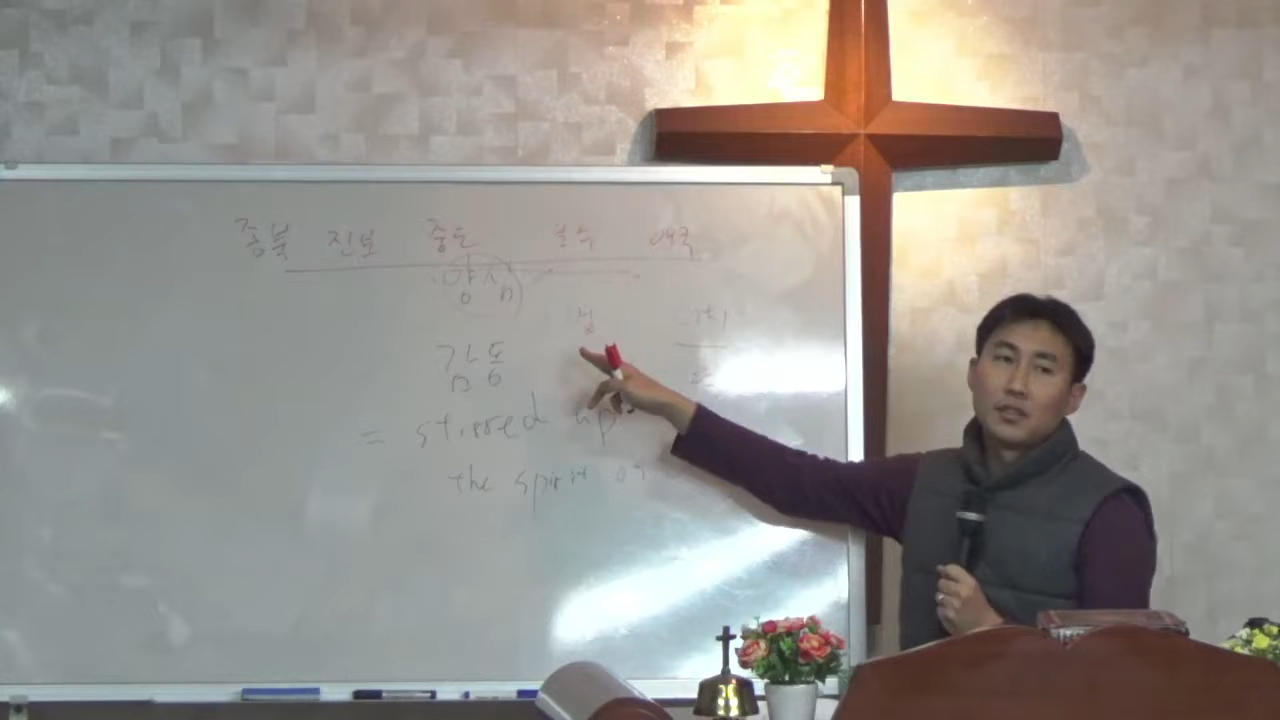 종북 진보 중도 보수 애국
양심
감동
= stirred up
the spirit of